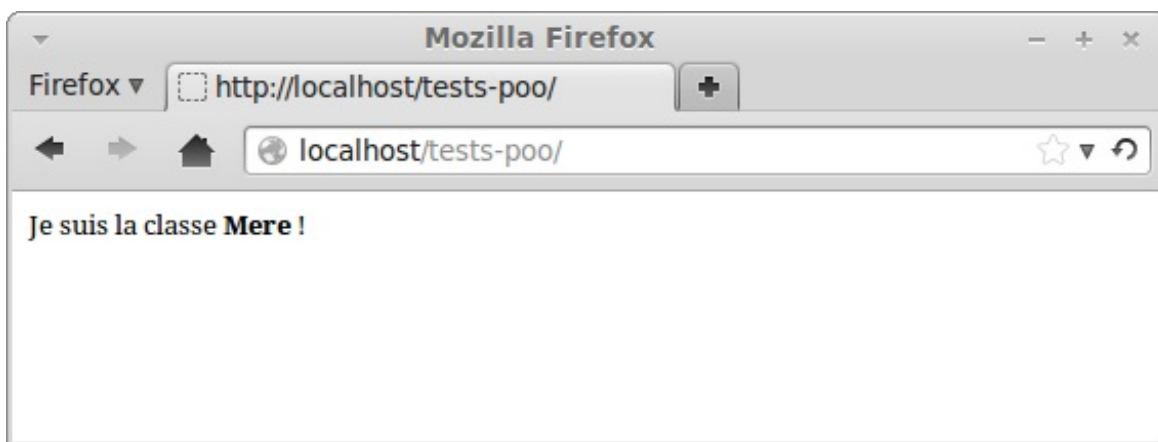 Mozilla Firefox
Firefox
http://localhost/tests-poo/
localhost/tests-poo/
Je suis la classe Mere !